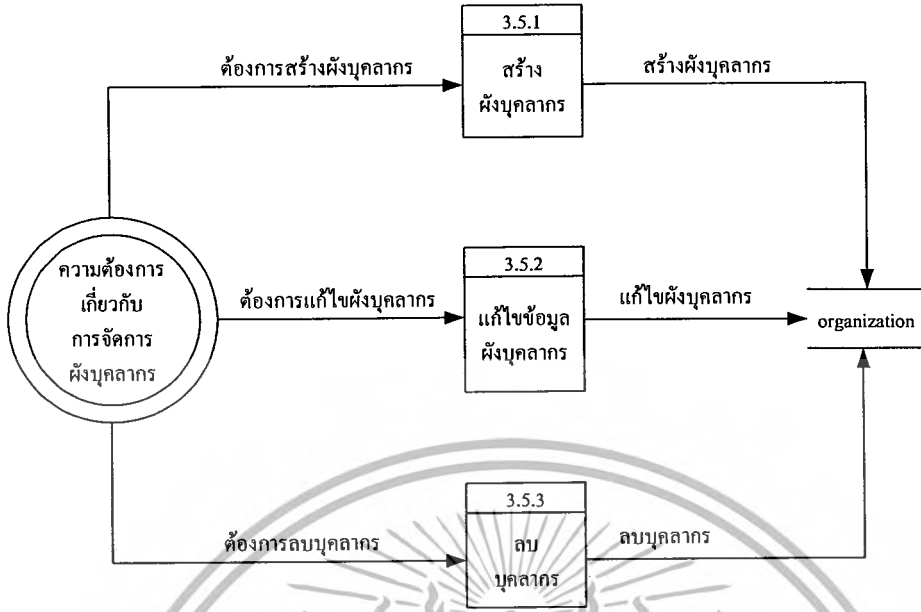 3.5.1
ต้องการสร้างผังบุคลากร
สร้าง
ผังบุคลากร
สร้างผังบุคลากร
ความต้องการ
เกี่ยวกับ
การจัดการ
ผังบุคลากร
3.5.2
ต้องการแก้ไขผังบุคลากร
แก้ไขข้อมูล
ผังบุคลากร
แก้ไขผังบุคลากร
organization
3.5.3
ต้องการลบบุคลากร
ลบ
บุคลากร
ลบบุคลากร